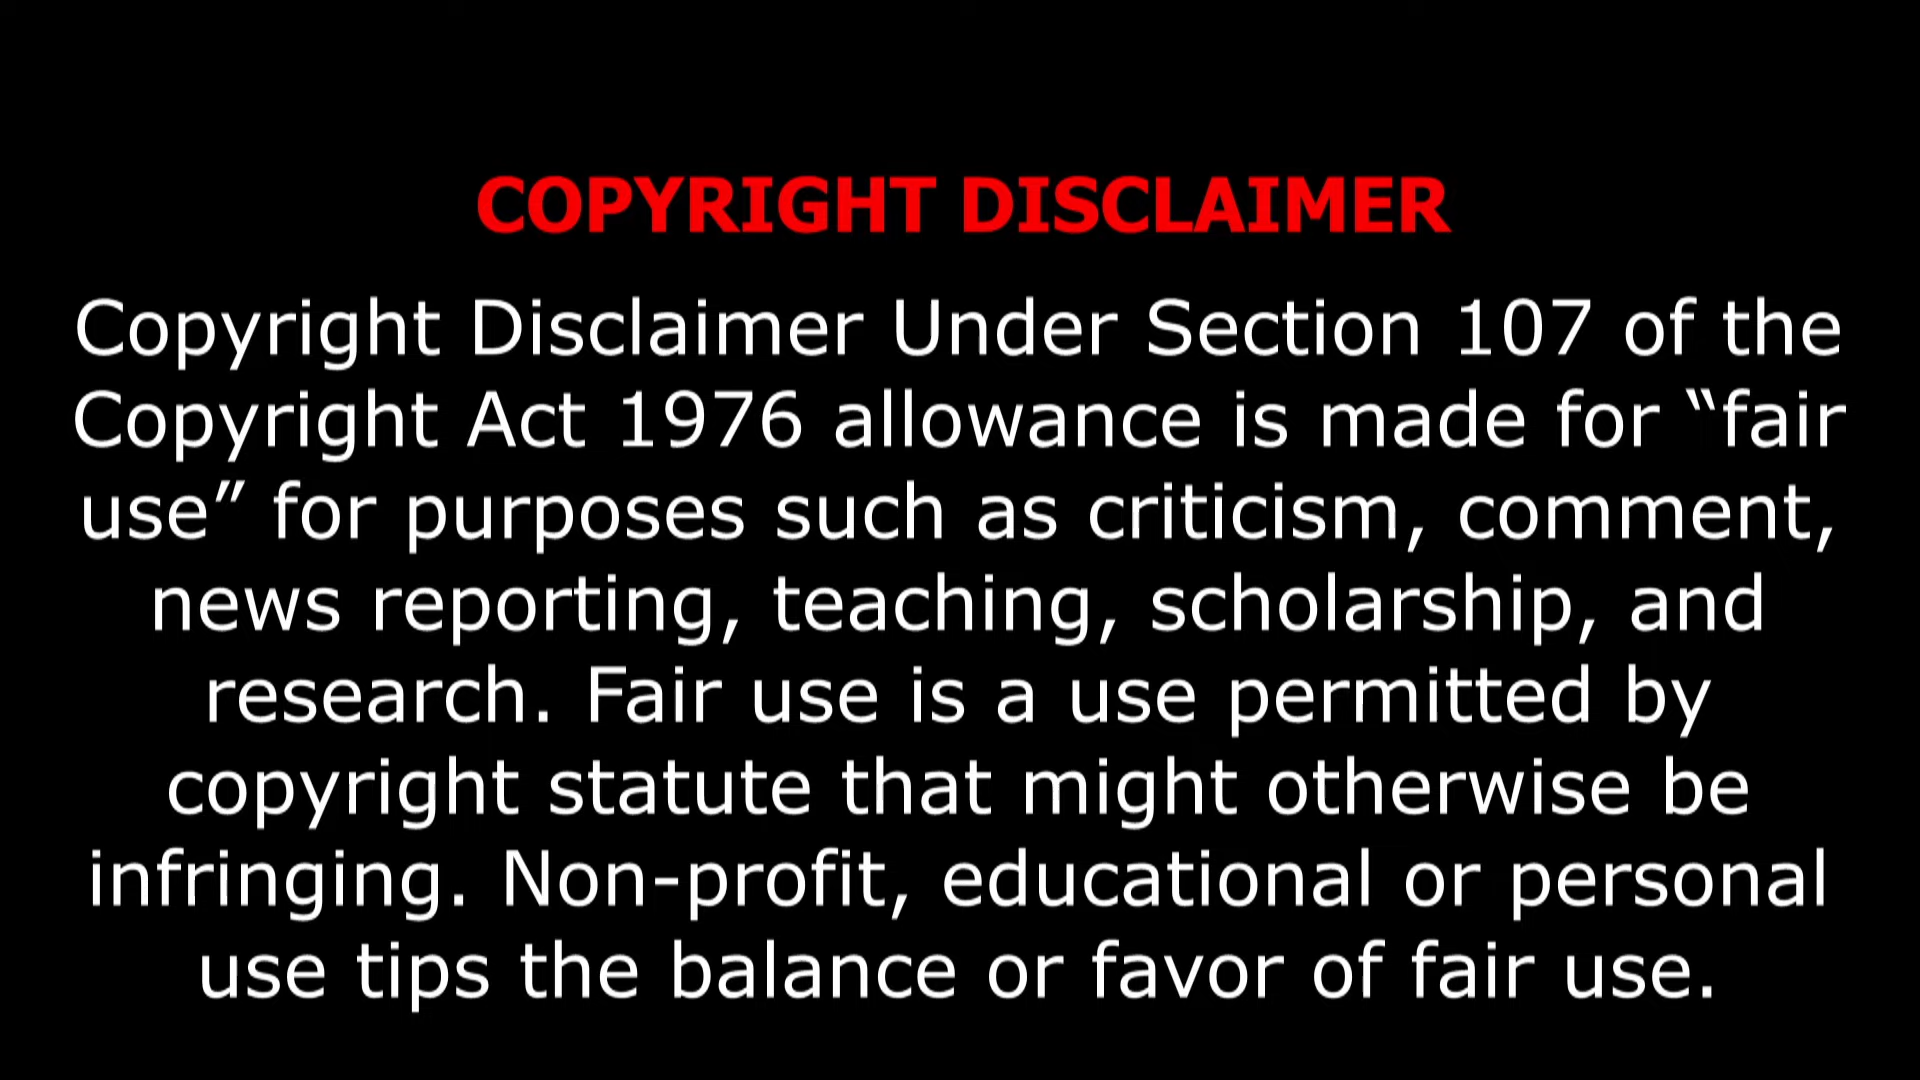 COPYRIGHT DISCLAIMER
Copyright Disclaimer Under Section 107 of the
Copyright Act 1976 allowance is made for “fair
use” for purposes such as criticism, comment,
news reporting, teaching, scholarship, and
research. Fair use is a use permitted by
copyright statute that might otherwise be
infringing. Non-profit, educational or personal
use tips the balance or favor of fair use.